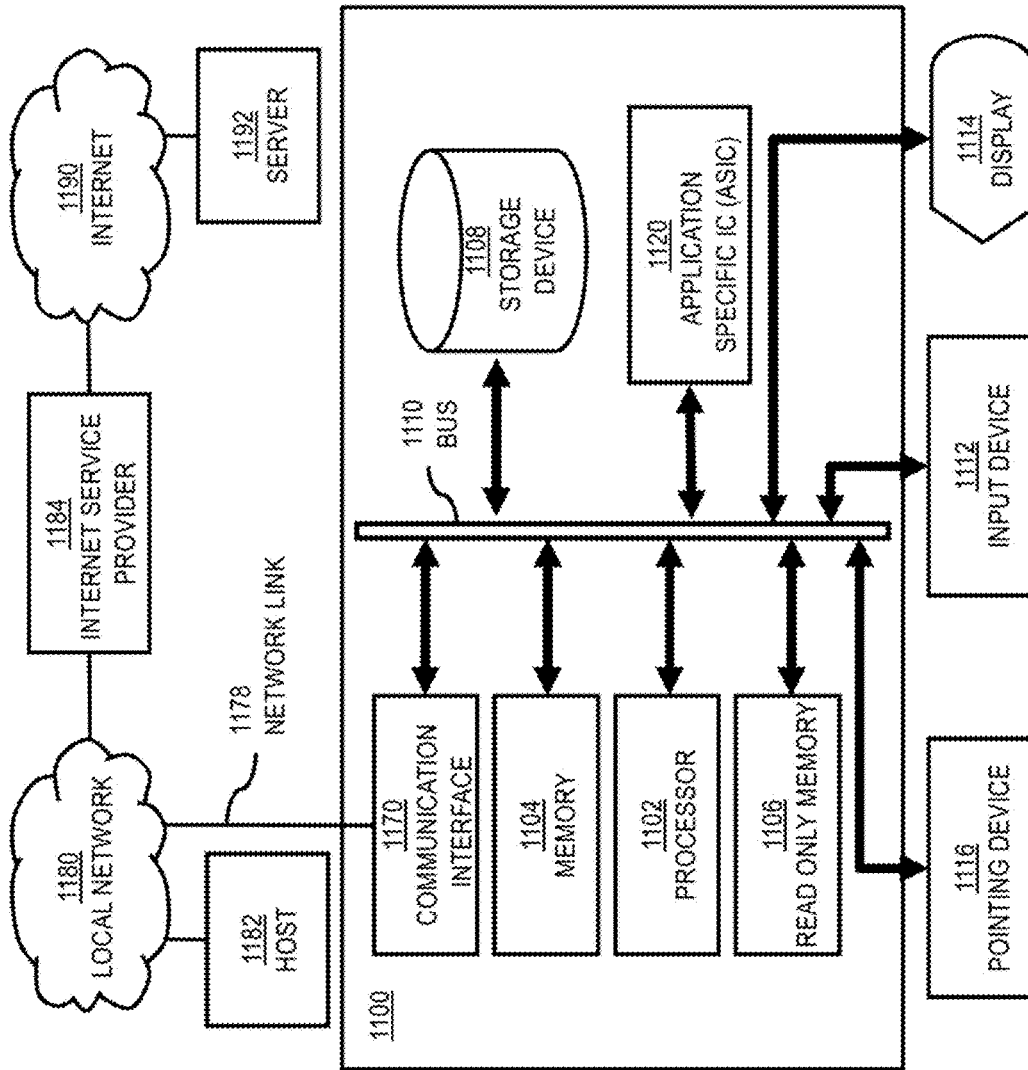 1190
INTERNET
1192
SERVER
1184
INTERNET SERVICE
PROVIDER
1180
LOCAL NETWORK
1182
HOST
1178
NETWORK LINK
1100
1170
COMMUNICATION
INTERFACE
1104
MEMORY
1102
PROCESSOR
1106
READ ONLY MEMORY
1110
BUS
1108
STORAGE
DEVICE
1120
APPLICATION
SPECIFIC IC (ASIC)
1116
POINTING DEVICE
1112
INPUT DEVICE
1114
DISPLAY